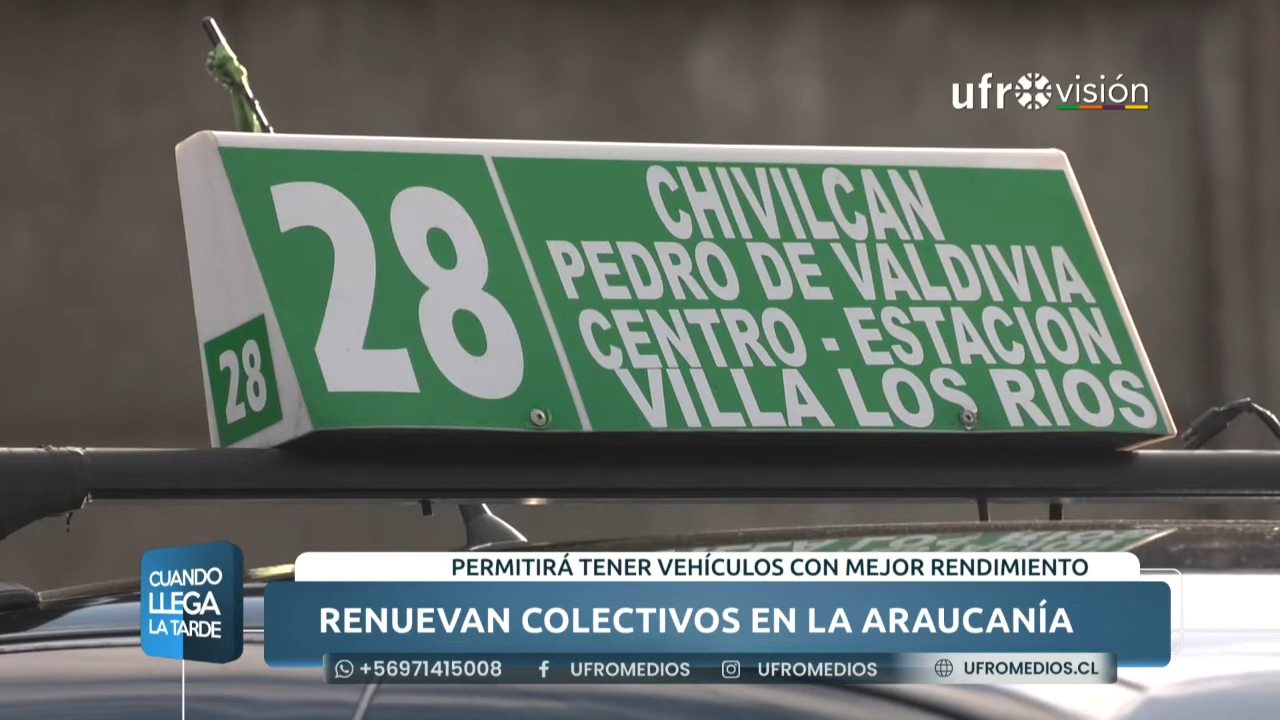 ufrovisión
28
CHIVILCAN
PEDRO DE VALDIVIA
CENTRO - ESTACION
VILLA LOS RIOS
28
CUANDO
LLEGA
LA TARDE
PERMITIRÁ TENER VEHÍCULOS CON MEJOR RENDIMIENTO
RENUEVAN COLECTIVOS EN LA ARAUCANÍA
+56971415008 UFROMEDIOS UFROMEDIOS UFROMEDIOS.CL